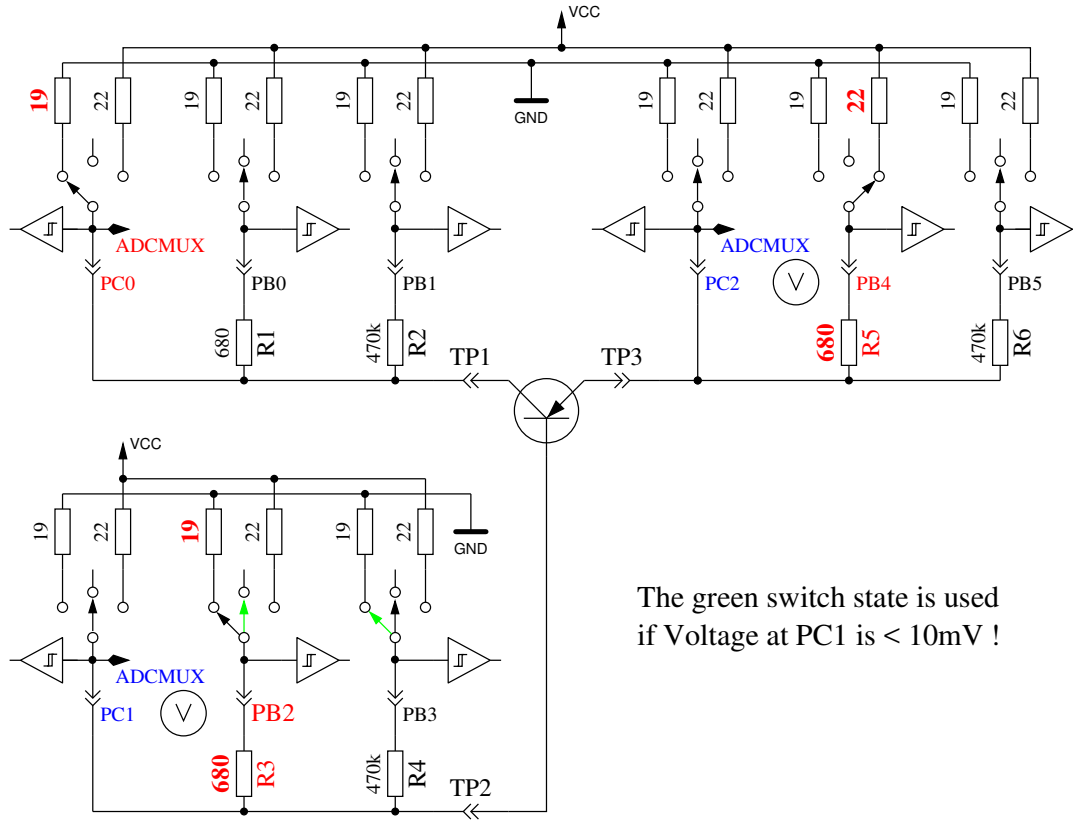 VCC
19
22
19
22
19
22
GND
19
22
19
22
19
22
ADCMUX
ADCMUX
PC0
PB0
PB1
PC2
V
PB4
PB5
680
R1
470k
R2
680
R5
470k
R6
TP1
TP3
VCC
19
22
19
22
19
22
GND
The green switch state is used
if Voltage at PC1 is < 10mV !
ADCMUX
PC1
V
PB2
PB3
680
R3
470k
R4
TP2